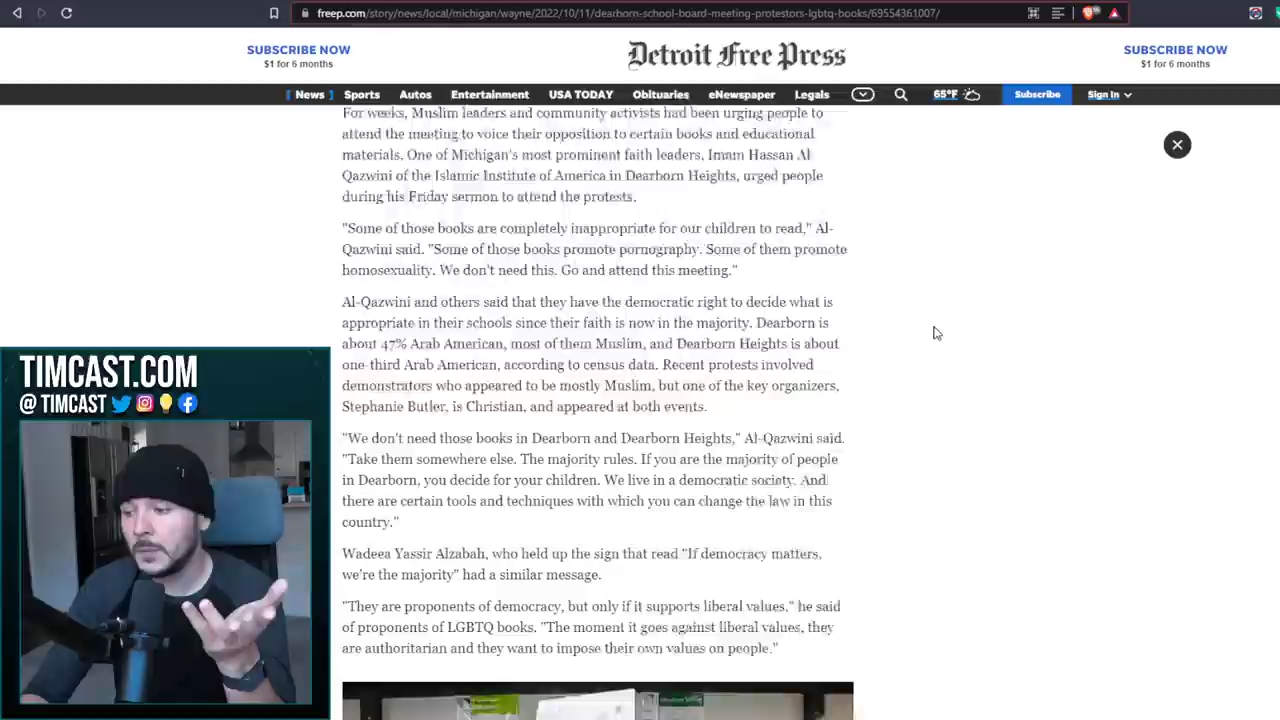 freep.com/story/news/local/michigan/wayne/2022/10/11/dearborn-school-board-meeting-protestors-lgbtq-books/69554361007/
SUBSCRIBE NOW
$1 for 6 months
Detroit Free Press
SUBSCRIBE NOW
$1 for 6 months
News
Sports
Autos
Entertainment
USA TODAY
Obituaries
eNewspaper
Legals
65°F
Subscribe
Sign In
For weeks, Muslim leaders and community activists had been urging people to
attend the meeting to voice their opposition to certain books and educational
materials. One of Michigan's most prominent faith leaders, Imam Hassan Al
Qazwini of the Islamic Institute of America in Dearborn Heights, urged people
during his Friday sermon to attend the protests.
"Some of those books are completely inappropriate for our children to read," Al-
Qazwini said. "Some of those books promote pornography. Some of them promote
homosexuality. We don't need this. Go and attend this meeting."
Al-Qazwini and others said that they have the democratic right to decide what is
appropriate in their schools since their faith is now in the majority. Dearborn is
about 47% Arab American, most of them Muslim, and Dearborn Heights is about
one-third Arab American, according to census data. Recent protests involved
demonstrators who appeared to be mostly Muslim, but one of the key organizers,
Stephanie Butler, is Christian, and appeared at both events.
"We don't need those books in Dearborn and Dearborn Heights," Al-Qazwini said.
"Take them somewhere else. The majority rules. If you are the majority of people
in Dearborn, you decide for your children. We live in a democratic society. And
there are certain tools and techniques with which you can change the law in this
country."
Wadeea Yassir Alzabah, who held up the sign that read "If democracy matters,
we're the majority" had a similar message.
"They are proponents of democracy, but only if it supports liberal values," he said
of proponents of LGBTQ books. "The moment it goes against liberal values, they
are authoritarian and they want to impose their own values on people."
TIMCAST.COM
@ TIMCAST